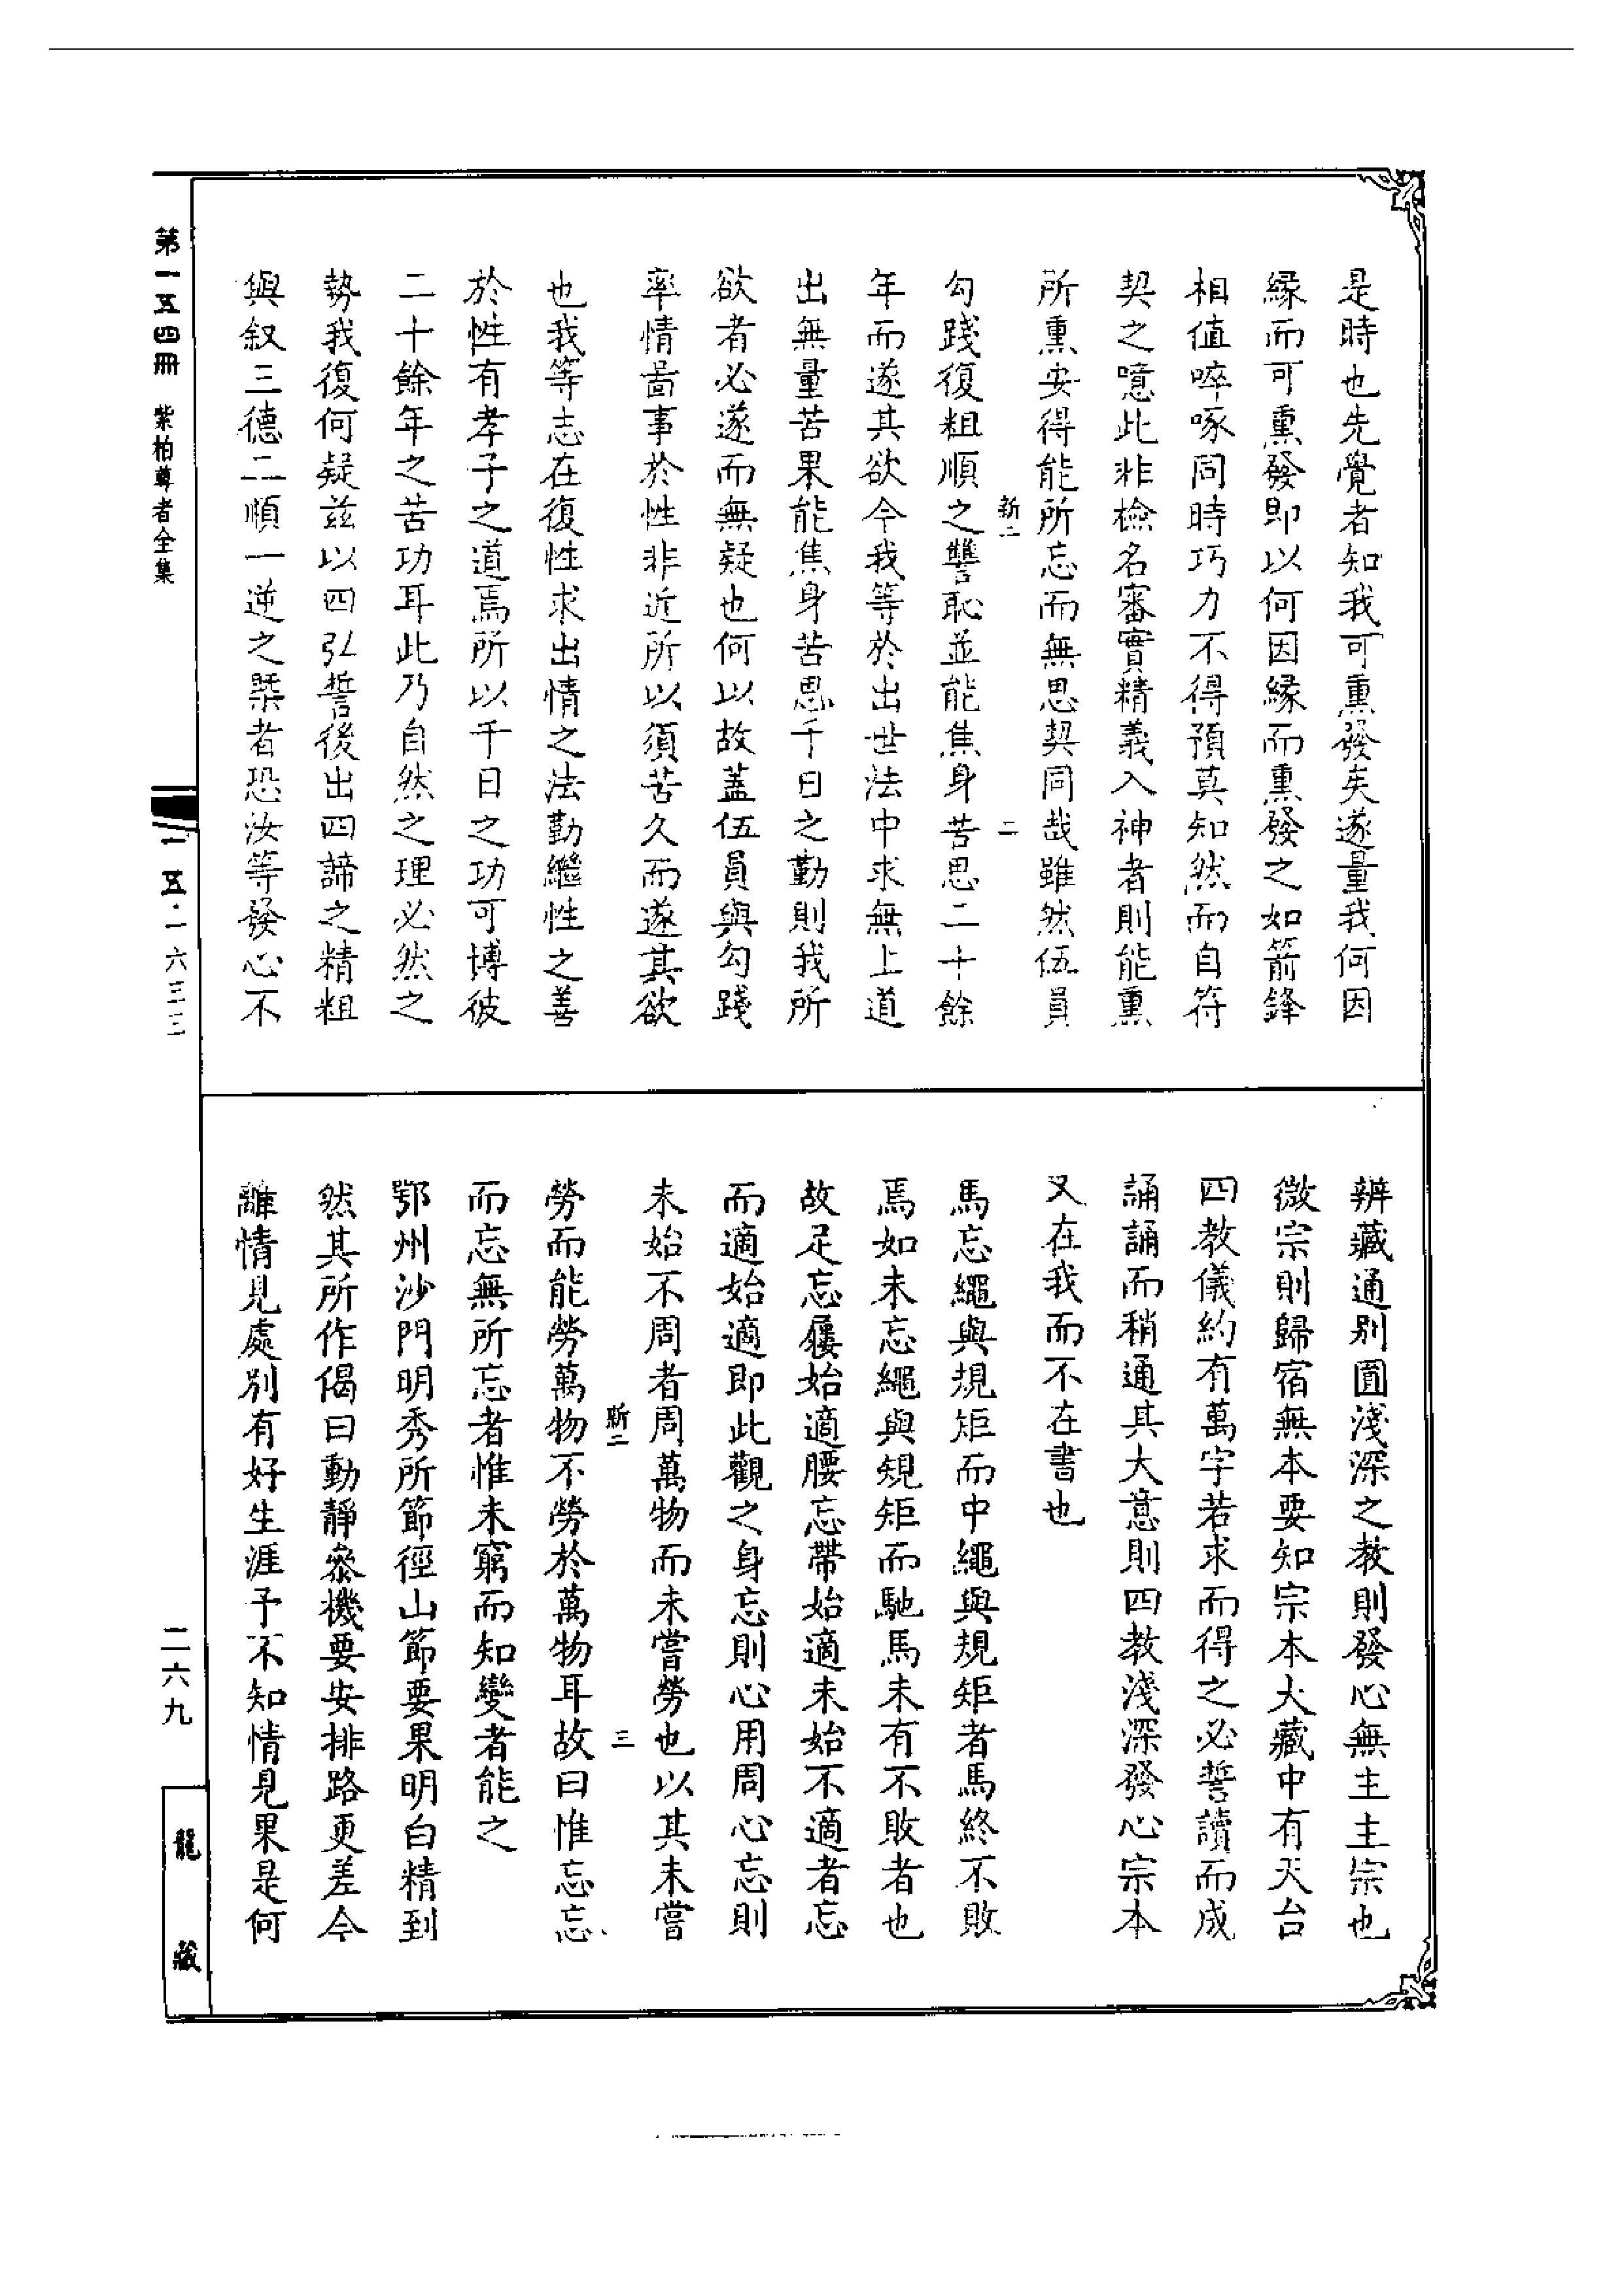 是時也先覺者知我可熏發矣遂量我何因
緣而可熏發即以何因緣而熏發之如箭鋒
相值啐啄同時巧力不得預莫知然而自符
契之噫此非檢名審實精義入神者則能熏
所熏安得能所忘而無思契同哉雖然伍員
新二
二
勾踐復粗順之讐恥並能焦身苦思二十餘
年而遂其欲今我等於出世法中求無上道
出無量苦果能焦身苦思千日之勤則我所
欲者必遂而無疑也何以故蓋伍員與勾踐
率情啚事於性非近所以須苦久而遂其欲
也我等志在復性求出情之法勤繼性之善
於性有孝子之道焉所以千日之功可博彼
二十餘年之苦功耳此乃自然之理必然之
勢我復何疑茲以四弘誓後出四諦之精粗
與叙三德二順一逆之槩者恐汝等發心不
辨藏通別圓淺深之教則發心無主主宗也
微宗則歸宿無本要知宗本大藏中有天台
四教儀約有萬字若求而得之必誓讀而成
誦誦而稍通其大意則四教淺深發心宗本
又在我而不在書也
馬忘繩與規矩而中繩與規矩者馬終不敗
焉如未忘繩與規矩而馳馬未有不敗者也
故足忘屨始適腰忘帶始適未始不適者忘
而適始適即此觀之身忘則心用周心忘則
未始不周者周萬物而未嘗勞也以其未嘗
新二
三
勞而能勞萬物不勞於萬物耳故曰惟忘忘
而忘無所忘者惟未窮而知變者能之
鄂州沙門明秀所節徑山節要果明白精到
然其所作偈曰動靜叅機要安排路更差今
離情見處別有好生涯予不知情見果是何
第一五四冊　紫柏尊者全集
一五·一六三三
二六九
龍藏